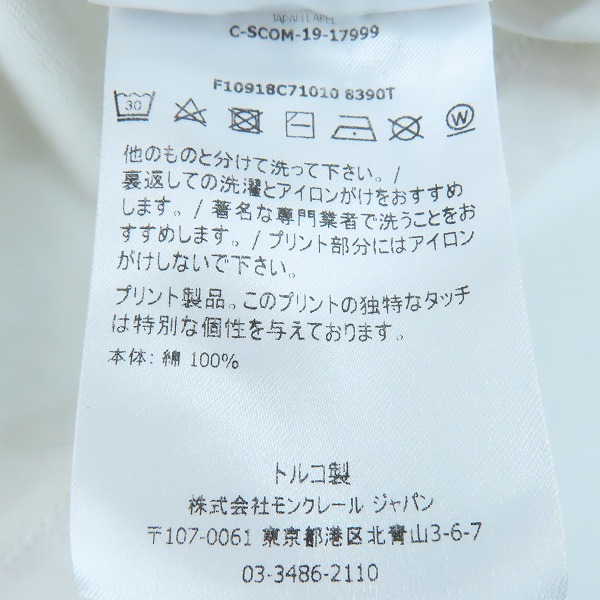 JAPAN LABEL
C-SCOM-19-17999
F10918C71010 8390T
30
W
他のものと分けて洗って下さい。/
裏返しての洗濯とアイロンがけをおすすめ
します。/ 著名な専門業者で洗うことをお
すすめします。/ プリント部分にはアイロン
がけしないで下さい。
プリント製品。このプリントの独特なタッチ
は特別な個性を与えております。
本体: 綿 100%
トルコ製
株式会社モンクレール ジャパン
〒107-0061 東京都港区北青山3-6-7
03-3486-2110